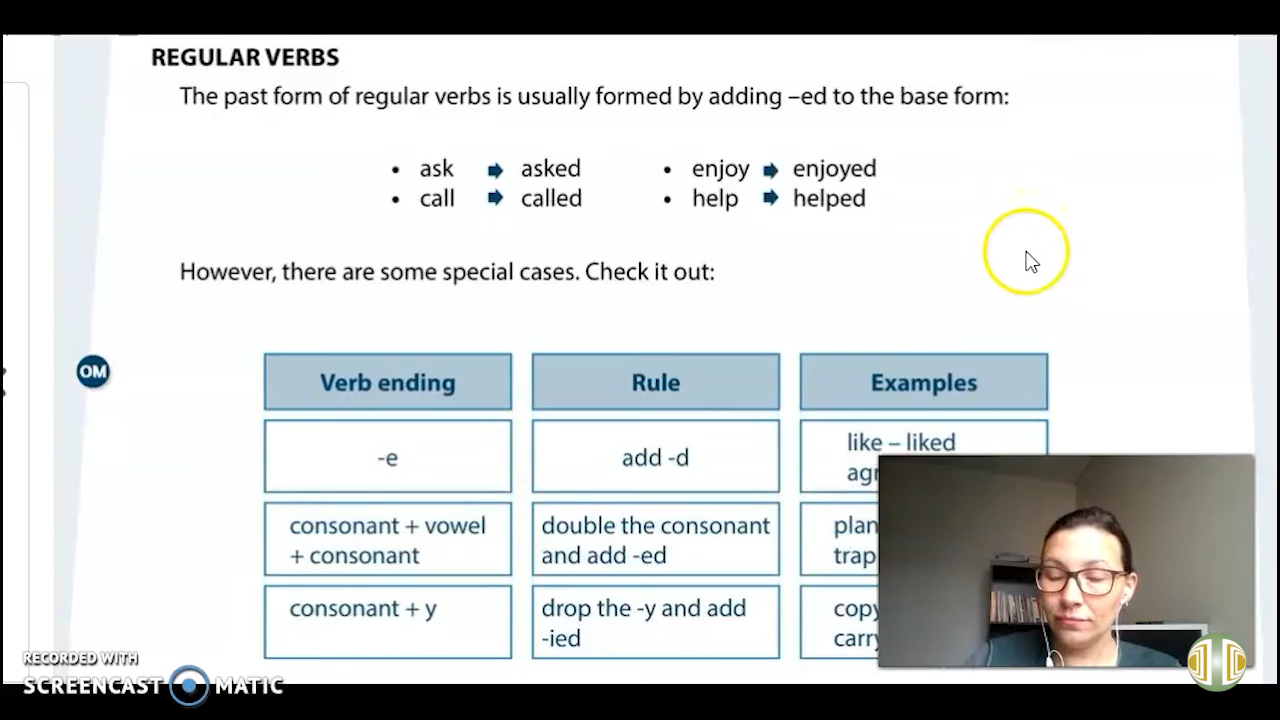 REGULAR VERBS
The past form of regular verbs is usually formed by adding –ed to the base form:
• ask ➡ asked • enjoy ➡ enjoyed
• call ➡ called • help ➡ helped
However, there are some special cases. Check it out:
OM
Verb ending Rule Examples
-e add -d like – liked
consonant + vowel double the consonant
+ consonant and add -ed
consonant + y drop the -y and add copy
-ied carry
RECORDED WITH
SCREENCAST MATIC